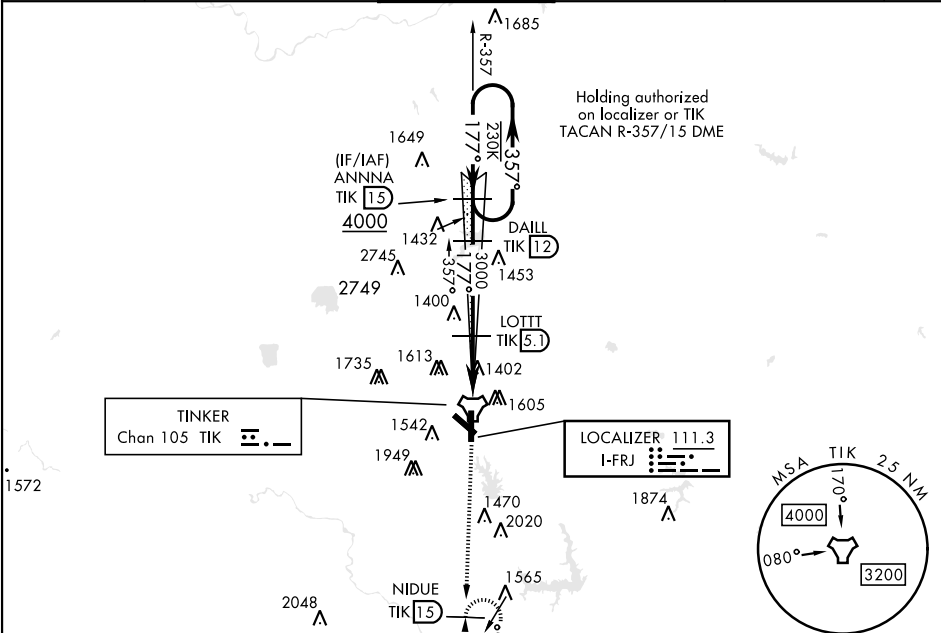 1685
R-357
Holding authorized
on localizer or TIK
TACAN R-357/15 DME
177°
230K
357°
1649
(IF/IAF)
ANNNA
TIK 15
4000
1432
DAILL
TIK 12
2745
357°
177°
3000
1453
2749
1400
LOTTT
TIK 5.1
1735
1613
1402
1605
TINKER
Chan 105 TIK
1542
LOCALIZER 111.3
I-FRJ
1949
1572
1470
2020
1874
MSA TIK 25 NM
170°
4000
080°
3200
NIDUE
TIK 15
1565
2048